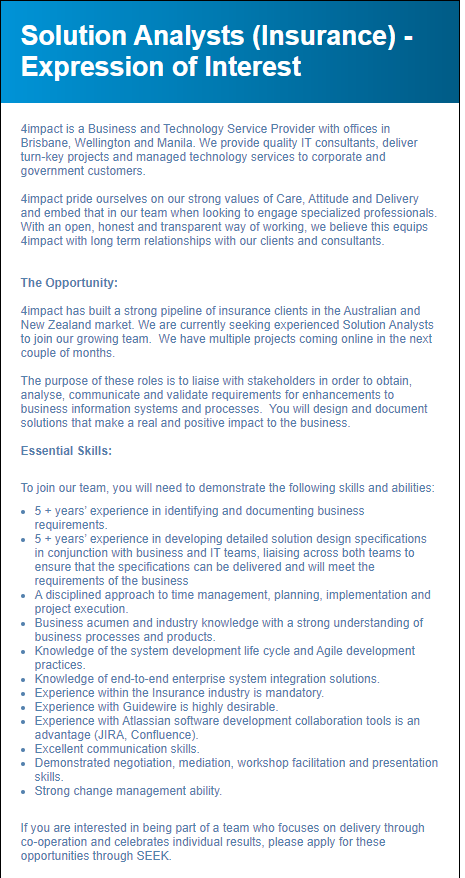 Solution Analysts (Insurance) -
Expression of Interest
4impact is a Business and Technology Service Provider with offices in
Brisbane, Wellington and Manila. We provide quality IT consultants, deliver
turn-key projects and managed technology services to corporate and
government customers.
4impact pride ourselves on our strong values of Care, Attitude and Delivery
and embed that in our team when looking to engage specialized professionals.
With an open, honest and transparent way of working, we believe this equips
4impact with long term relationships with our clients and consultants.
The Opportunity:
4impact has built a strong pipeline of insurance clients in the Australian and
New Zealand market. We are currently seeking experienced Solution Analysts
to join our growing team.  We have multiple projects coming online in the next
couple of months.
The purpose of these roles is to liaise with stakeholders in order to obtain,
analyse, communicate and validate requirements for enhancements to
business information systems and processes.  You will design and document
solutions that make a real and positive impact to the business.
Essential Skills:
To join our team, you will need to demonstrate the following skills and abilities:
• 5 + years’ experience in identifying and documenting business
requirements.
• 5 + years’ experience in developing detailed solution design specifications
in conjunction with business and IT teams, liaising across both teams to
ensure that the specifications can be delivered and will meet the
requirements of the business
• A disciplined approach to time management, planning, implementation and
project execution.
• Business acumen and industry knowledge with a strong understanding of
business processes and products.
• Knowledge of the system development life cycle and Agile development
practices.
• Knowledge of end-to-end enterprise system integration solutions.
• Experience within the Insurance industry is mandatory.
• Experience with Guidewire is highly desirable.
• Experience with Atlassian software development collaboration tools is an
advantage (JIRA, Confluence).
• Excellent communication skills.
• Demonstrated negotiation, mediation, workshop facilitation and presentation
skills.
• Strong change management ability.
If you are interested in being part of a team who focuses on delivery through
co-operation and celebrates individual results, please apply for these
opportunities through SEEK.